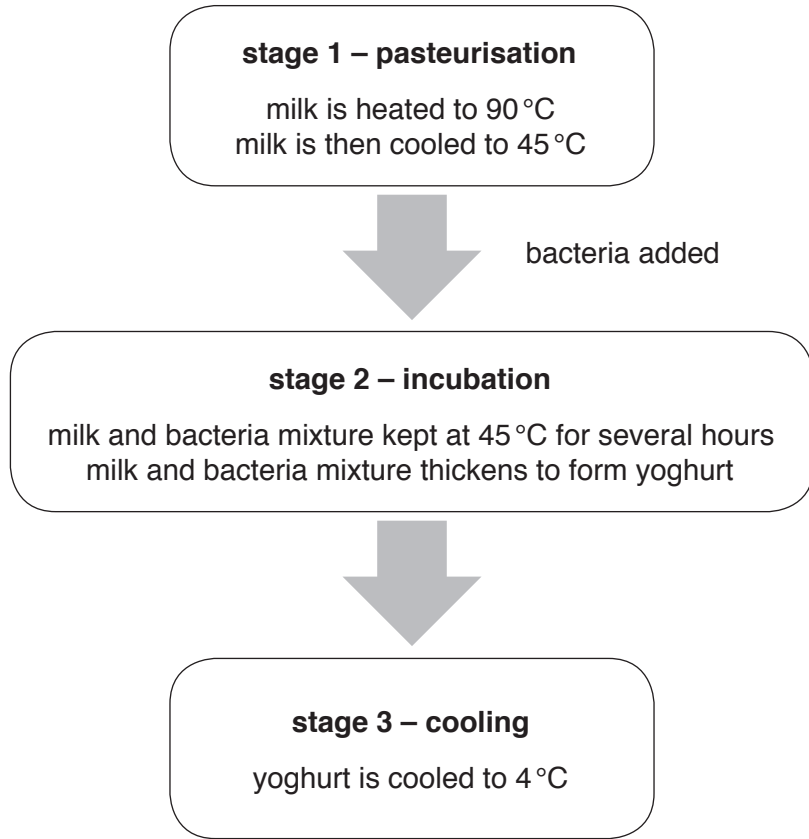 stage 1 – pasteurisation
milk is heated to 90 °C
milk is then cooled to 45 °C
bacteria added
stage 2 – incubation
milk and bacteria mixture kept at 45 °C for several hours
milk and bacteria mixture thickens to form yoghurt
stage 3 – cooling
yoghurt is cooled to 4 °C